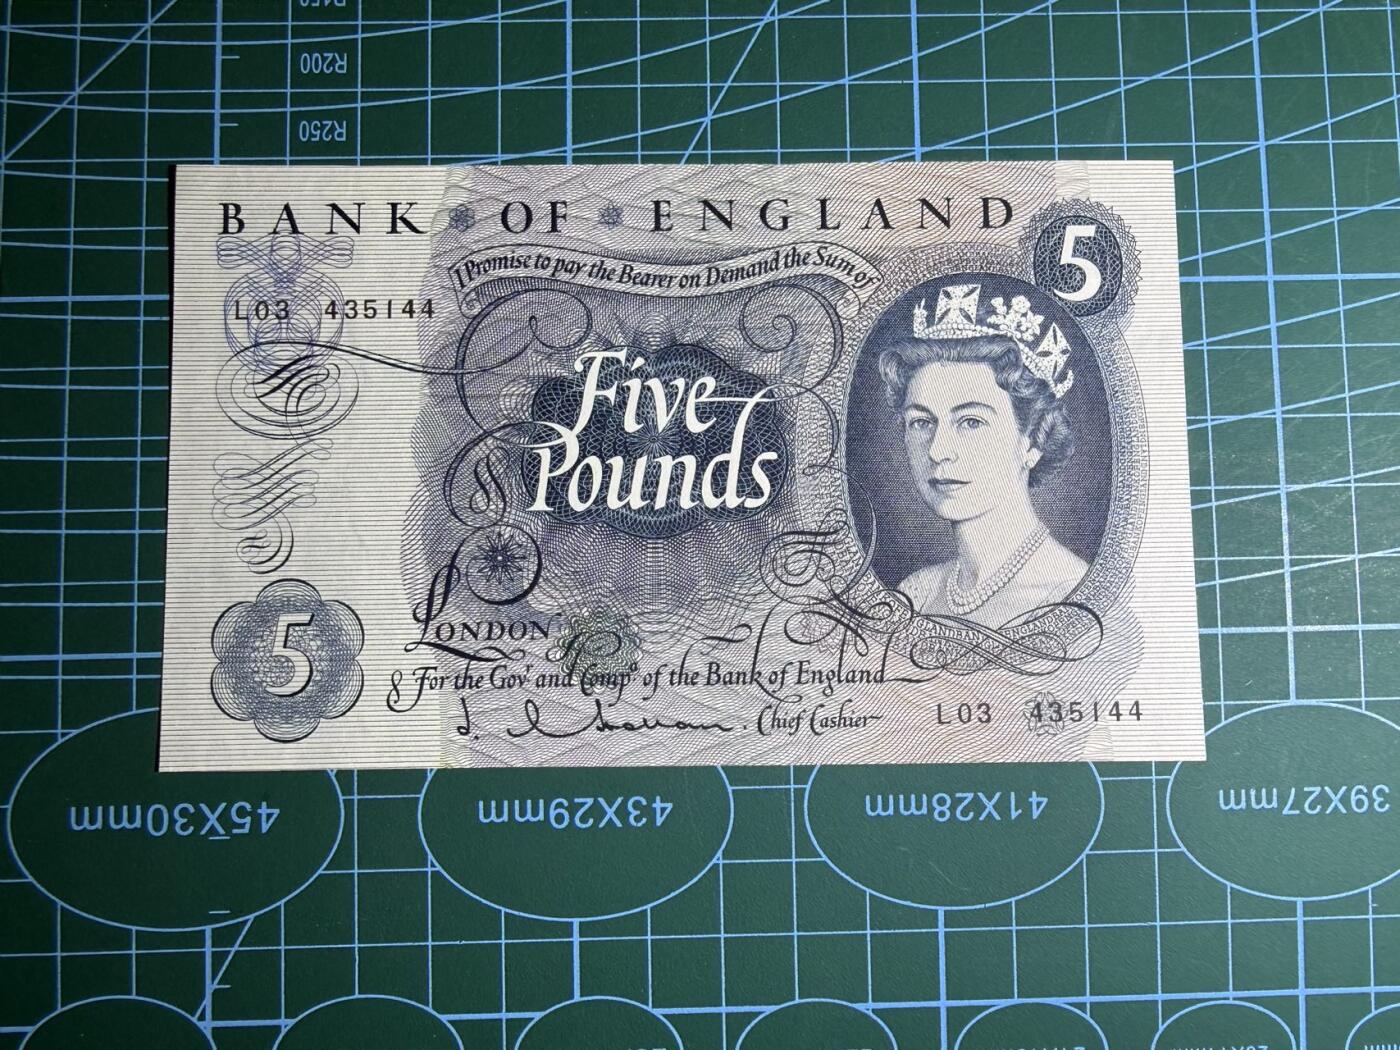 R200
R250
BANK OF ENGLAND
5
I Promise to pay the Bearer on Demand the Sum of
L03 435144
Five
Pounds
5
LONDON
For the Govr and Compa of the Bank of England
Chief Cashier
L03 435144
45X30mm
43X29mm
41X28mm
39X27mm